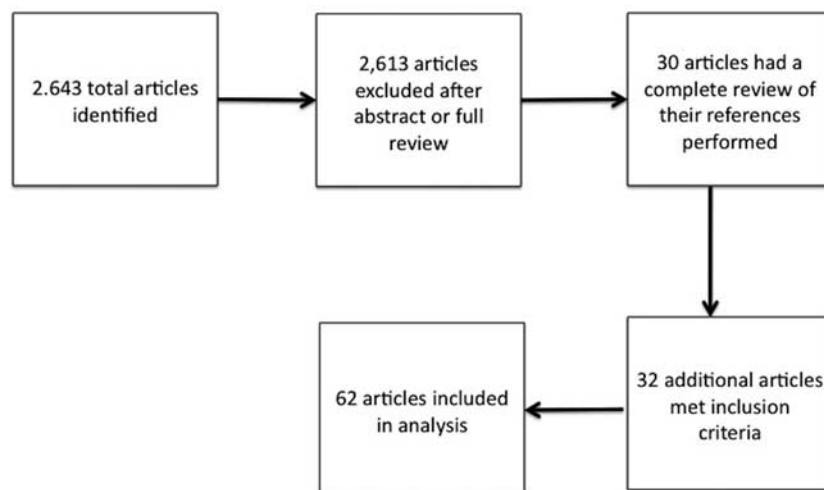 2.643 total articles
identified
2,613 articles
excluded after
abstract or full
review
30 articles had a
complete review of
their references
performed
32 additional articles
met inclusion
criteria
62 articles included
in analysis